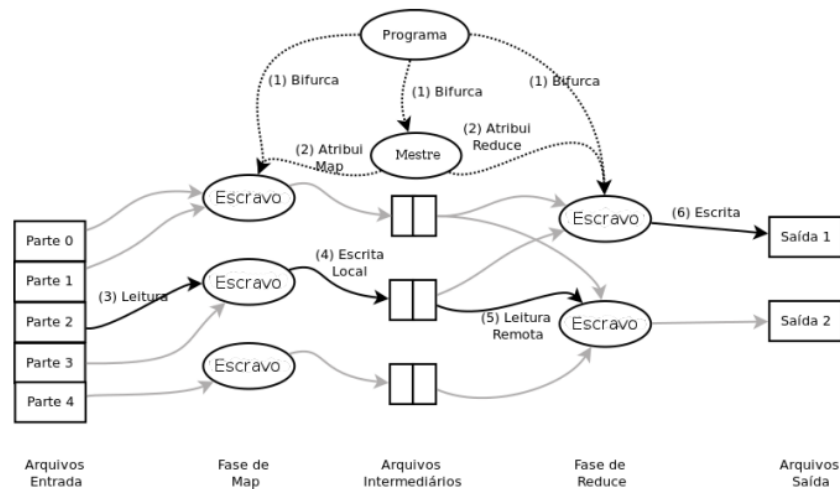 Programa
(1) Bifurca
(1) Bifurca
(1) Bifurca
(2) Atribui
Map
Mestre
(2) Atribui
Reduce
Escravo
Escravo
(6) Escrita
Saída 1
Parte 0
Parte 1
Parte 2
Parte 3
Parte 4
(3) Leitura
Escravo
(4) Escrita
Local
(5) Leitura
Remota
Escravo
Saída 2
Escravo
Arquivos
Entrada
Fase de
Map
Arquivos
Intermediários
Fase de
Reduce
Arquivos
Saída